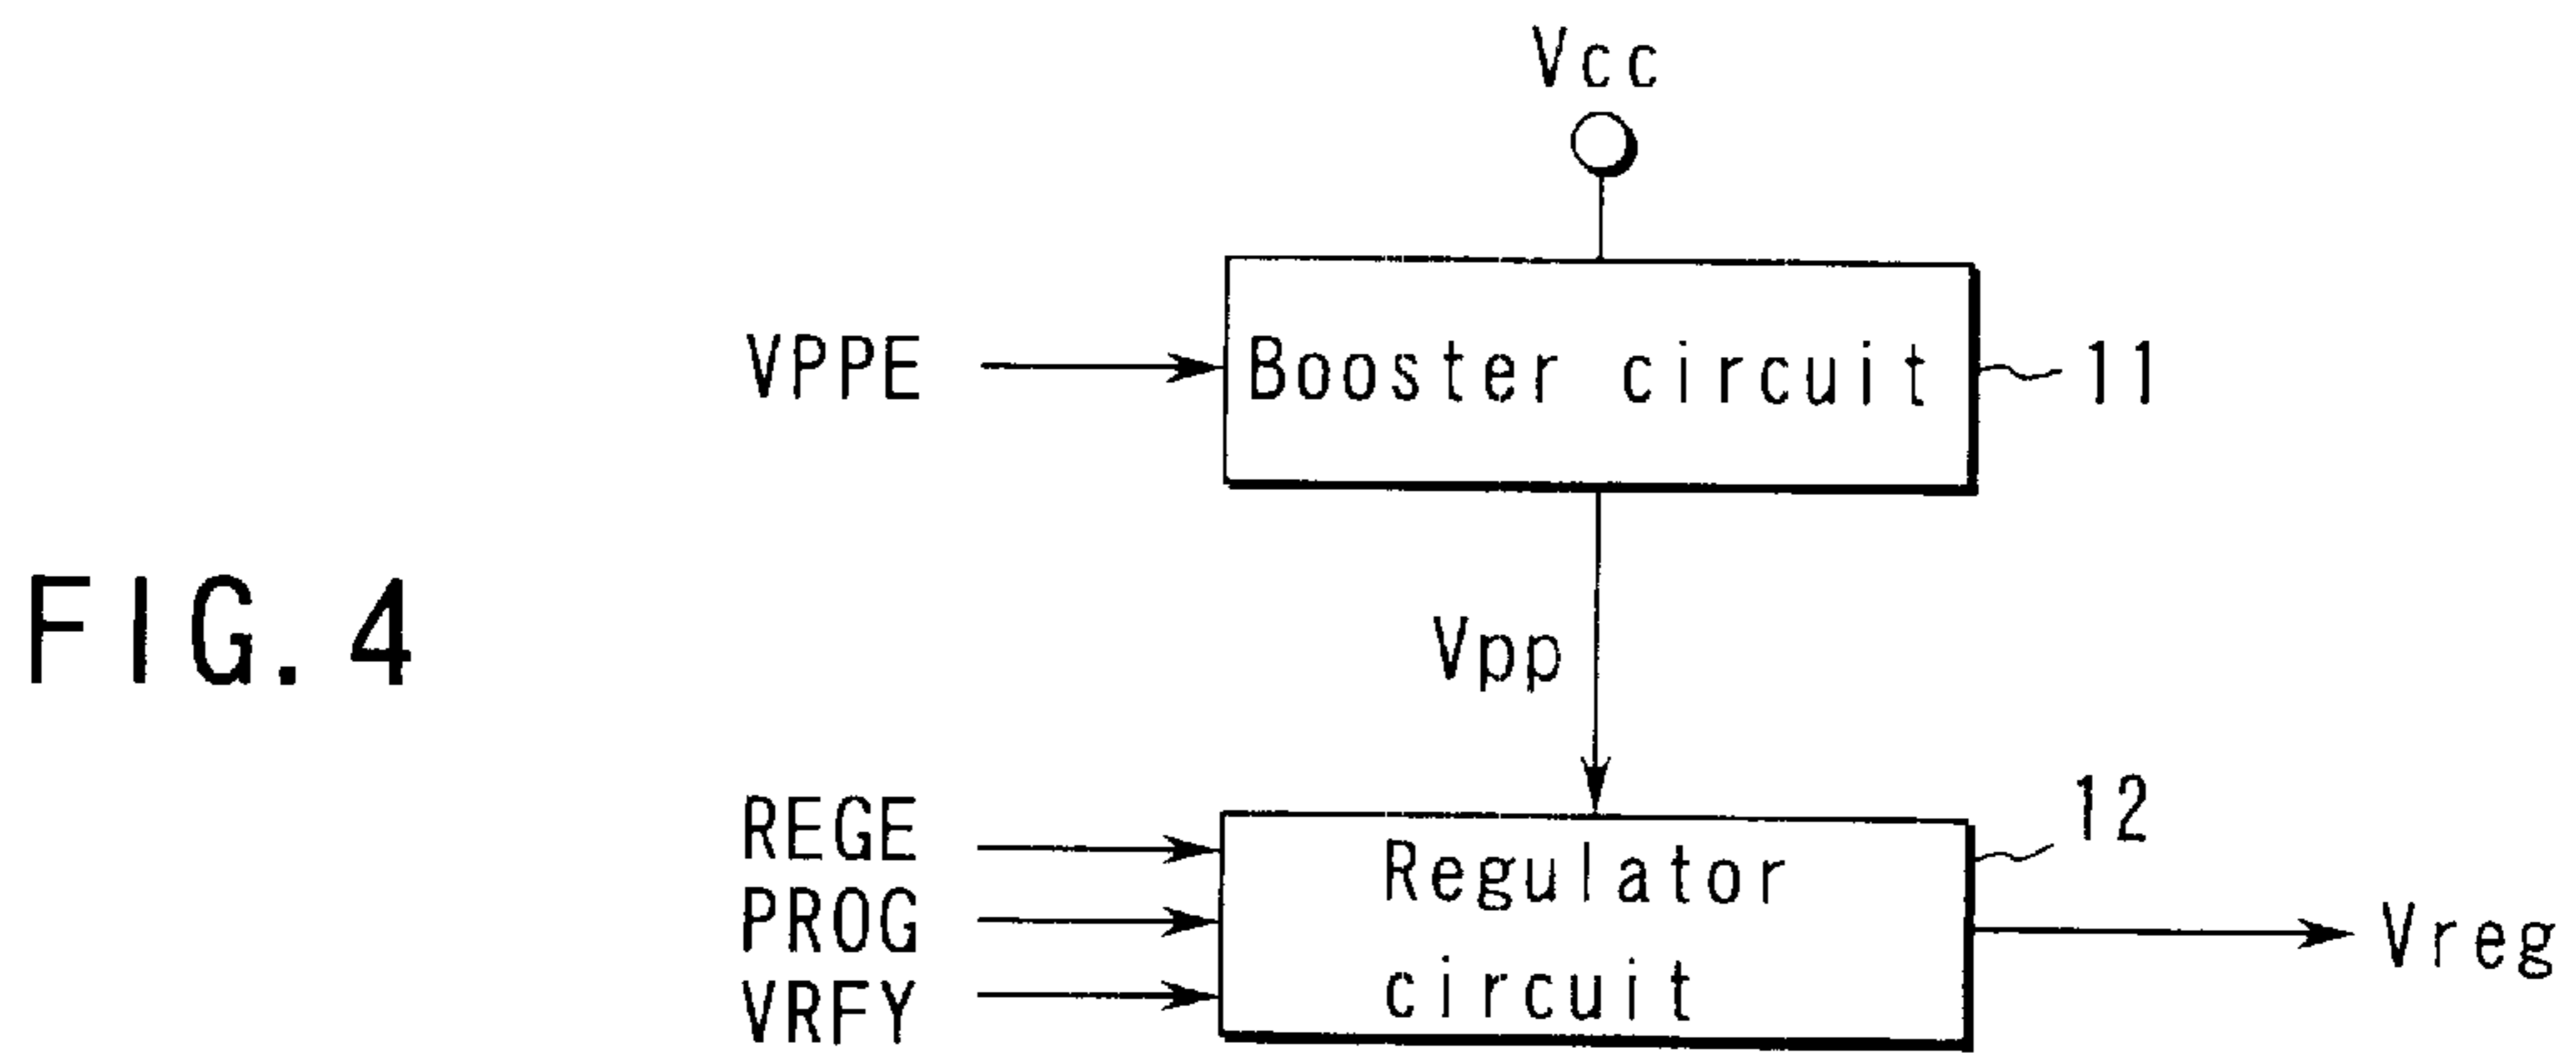 Vcc
VPPE
Booster circuit
11
FIG. 4
Vpp
REGE
PROG
VRFY
Regulator
circuit
12
Vreg